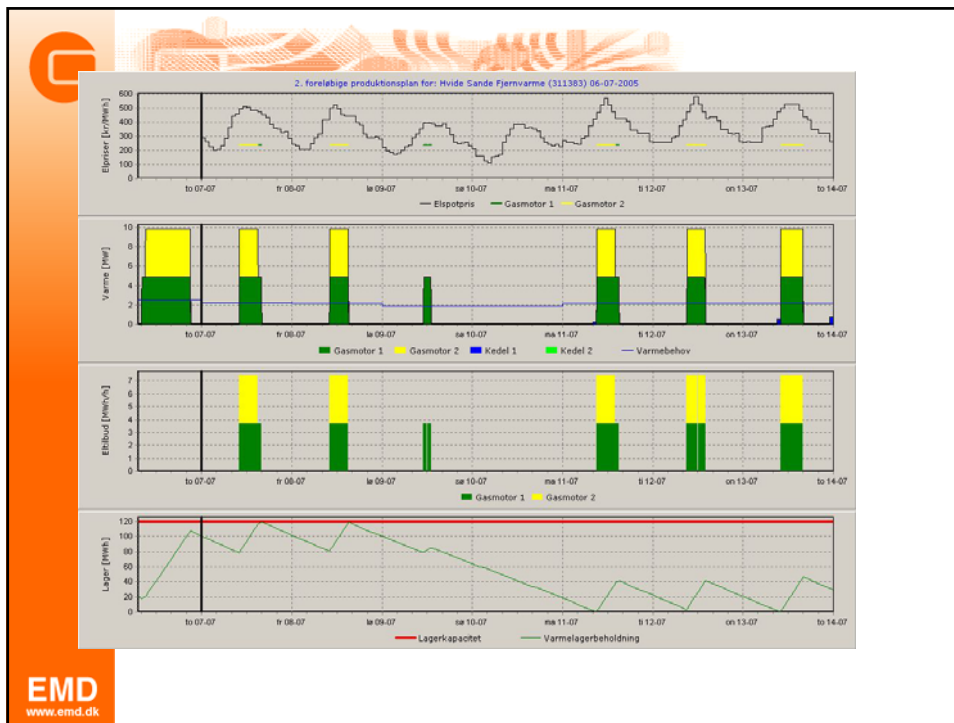 2. foreløbige produktionsplan for: Hvide Sande Fjernvarme (311383) 06-07-2005
Elpriser [kr/MWh]
600
500
400
300
200
100
0
to 07-07 fr 08-07 lø 09-07 sø 10-07 ma 11-07 ti 12-07 on 13-07 to 14-07
Elspotpris Gasmotor 1 Gasmotor 2
Varme [MW]
10
8
6
4
2
0
to 07-07 fr 08-07 lø 09-07 sø 10-07 ma 11-07 ti 12-07 on 13-07 to 14-07
Gasmotor 1 Gasmotor 2 Kedel 1 Kedel 2 Varmebehov
Eltilbud [MWh/h]
7
6
5
4
3
2
1
0
to 07-07 fr 08-07 lø 09-07 sø 10-07 ma 11-07 ti 12-07 on 13-07 to 14-07
Gasmotor 1 Gasmotor 2
Lager [MWh]
120
100
80
60
40
20
0
to 07-07 fr 08-07 lø 09-07 sø 10-07 ma 11-07 ti 12-07 on 13-07 to 14-07
Lagerkapacitet Varmelagerbeholdning
EMD
www.emd.dk